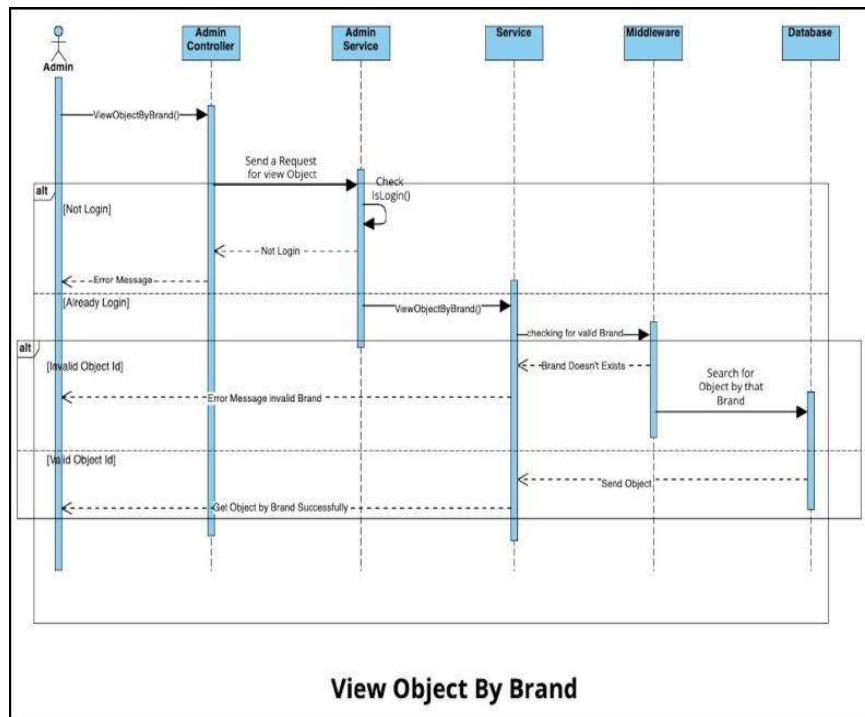 Admin
Admin
Controller
Admin
Service
Service
Middleware
Database
ViewObjectByBrand()
Send a Request
for view Object
alt
[Not Login]
Check
IsLogin()
Not Login
Error Message
[Already Login]
ViewObjectByBrand()
checking for valid Brand
alt
[Invalid Object Id]
Brand Doesn't Exists
Search for
Object by that
Brand
Error Message invalid Brand
[Valid Object Id]
Send Object
Get Object by Brand Successfully
View Object By Brand